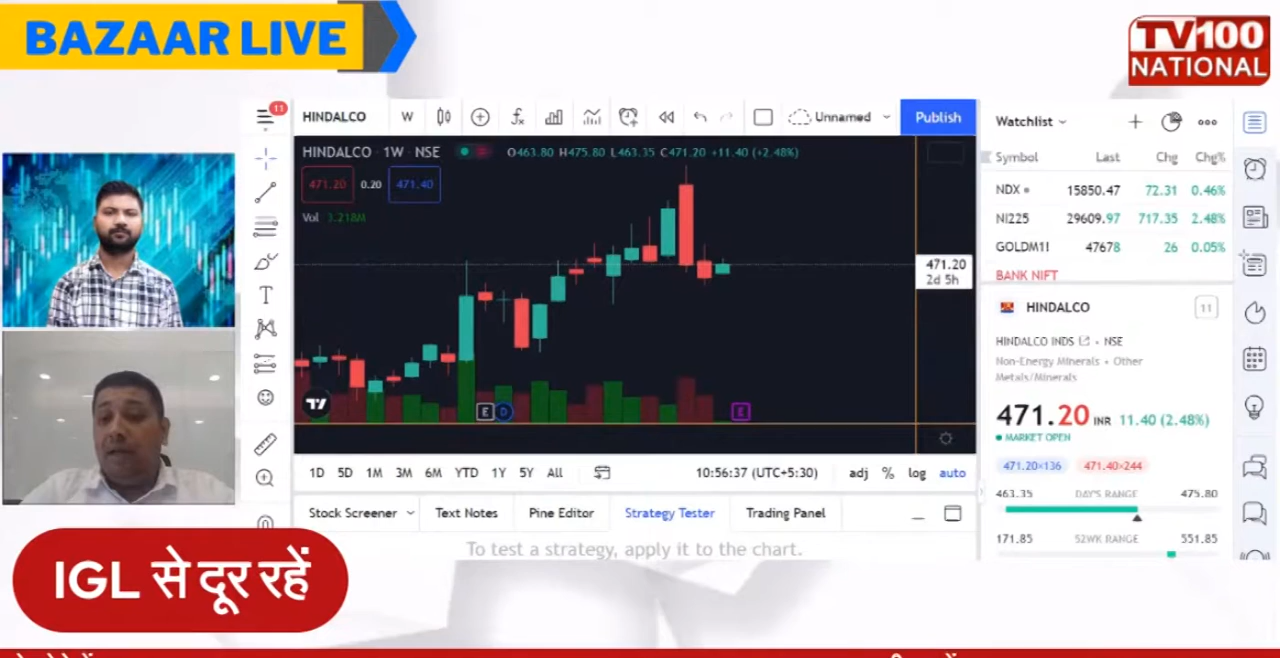 BAZAAR LIVE
TV100
NATIONAL
11
HINDALCO W Unnamed Publish
HINDALCO 1W NSE O463.80 H475.80 L463.35 C471.20 +11.40 (+2.48%)
471.20 0.20 471.40
Vol 3.218M
471.20
2d 5h
E D E
1D 5D 1M 3M 6M YTD 1Y 5Y All 10:56:37 (UTC+5:30) adj % log auto
Stock Screener Text Notes Pine Editor Strategy Tester Trading Panel
To test a strategy, apply it to the chart.
Watchlist
Symbol Last Chg Chg%
NDX 15850.47 72.31 0.46%
NI225 29609.97 717.35 2.48%
GOLDM1! 47678 26 0.05%
BANK NIFT
HINDALCO 11
HINDALCO INDS • NSE
Non-Energy Minerals • Other
Metals/Minerals
471.20 INR 11.40 (2.48%)
MARKET OPEN
471.20×136 471.40×244
463.35 DAY'S RANGE 475.80
171.85 52WK RANGE 551.85
IGL से दूर रहें